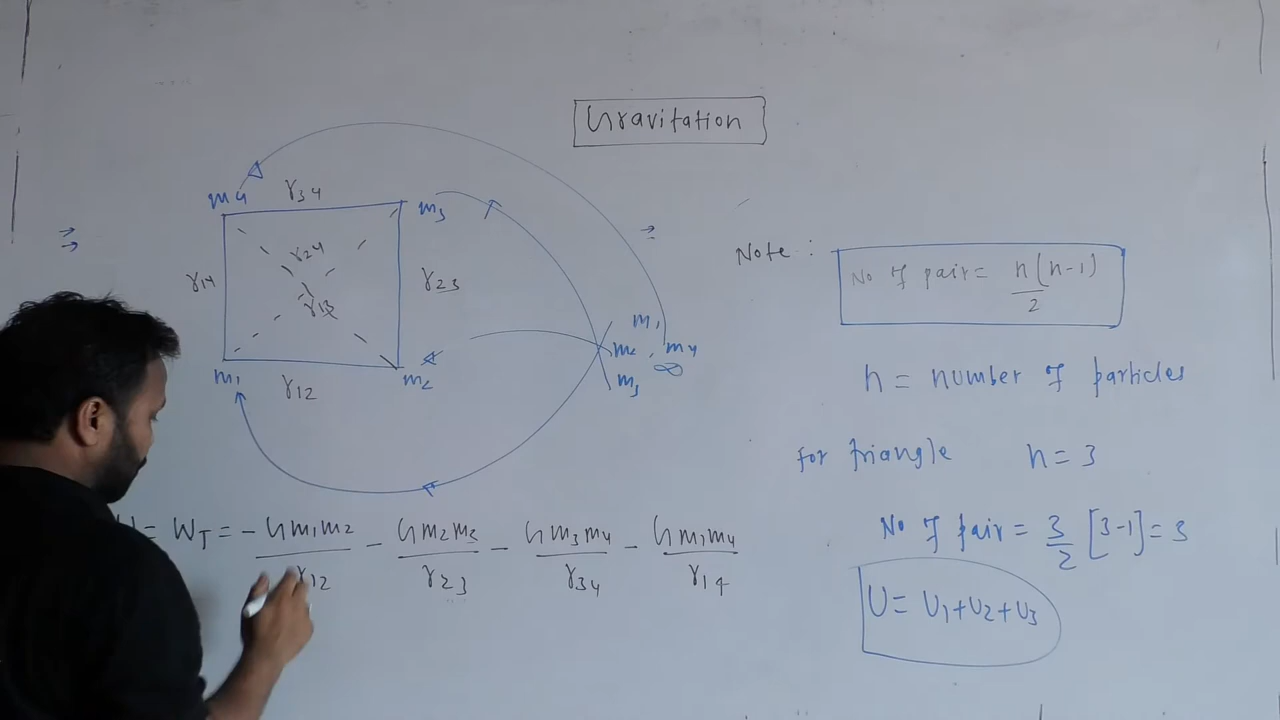 Gravitation
m4 r34 m3
r24
r14 r13 r23
m1 r12 m2
m1
m2, m4
m3 ∞
Note :
No of pair = n(n-1)/2
n = number of particles
for triangle n = 3
No of pair = 3/2 [3-1] = 3
U = U1+U2+U3
= WT = - Gm1m2/r12 - Gm2m3/r23 - Gm3m4/r34 - Gm1m4/r14